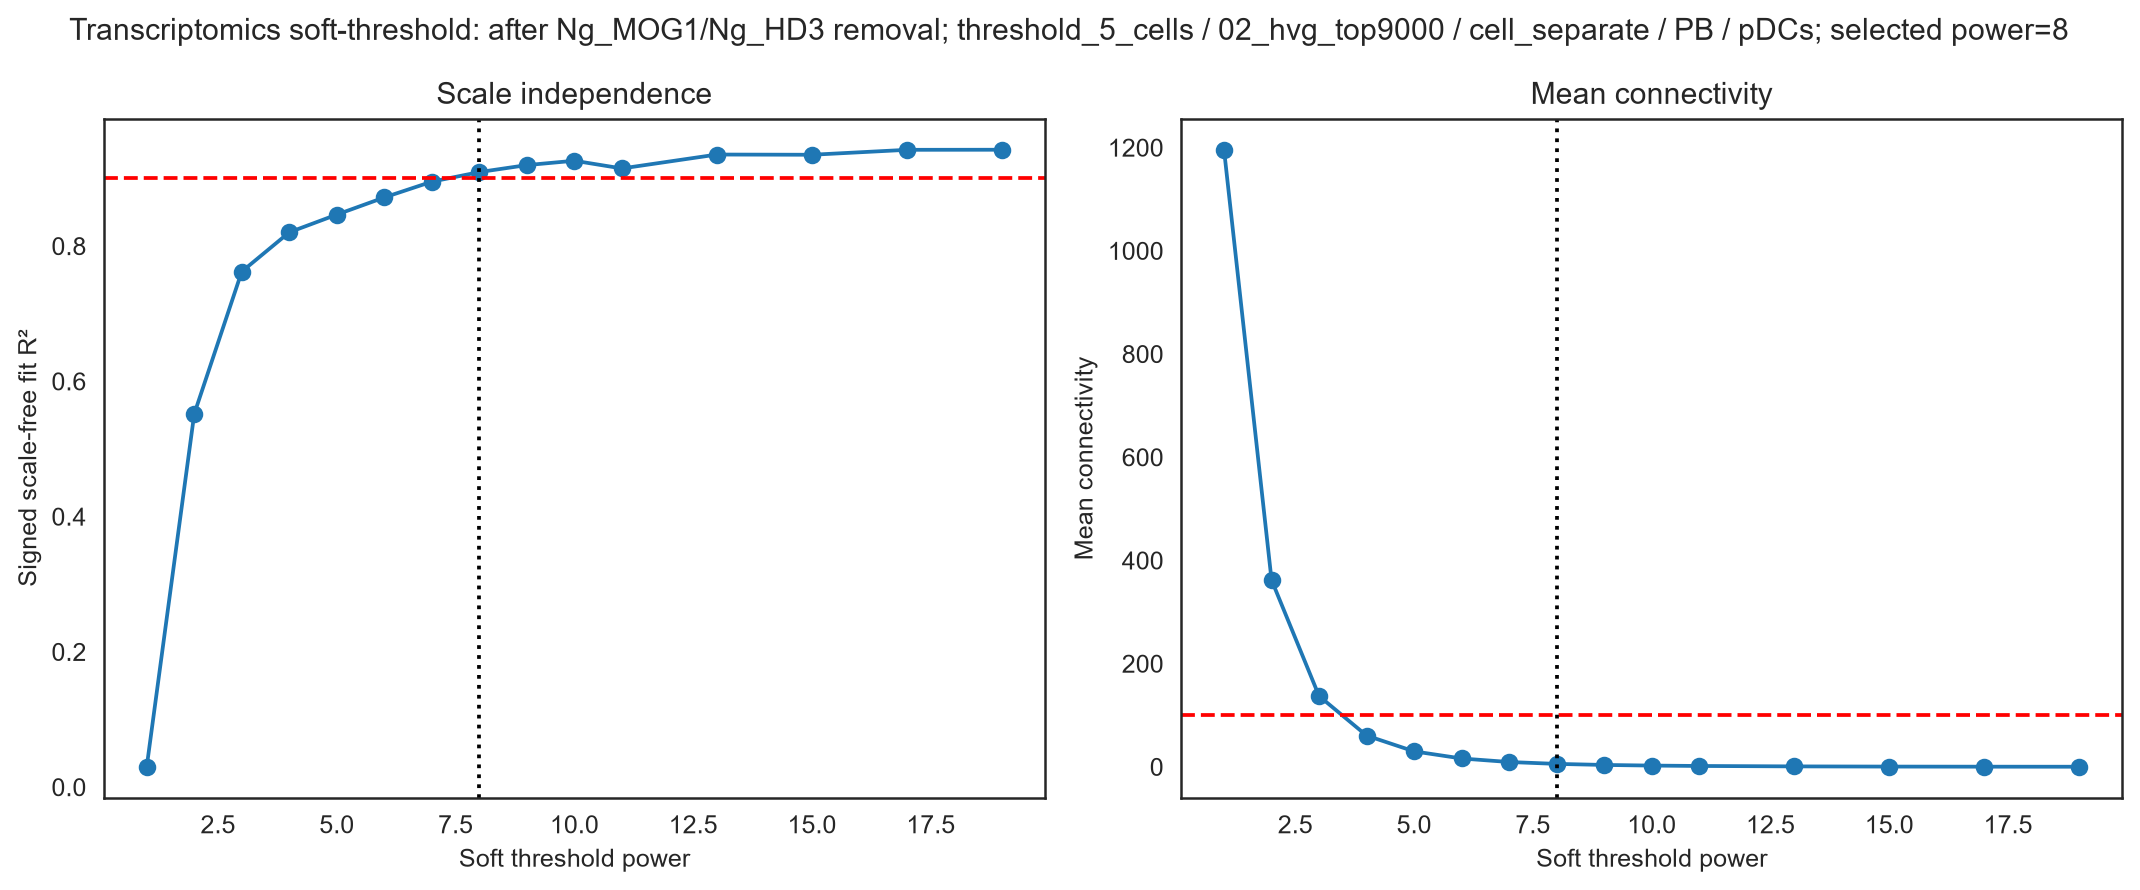 Transcriptomics soft-threshold: after Ng_MOG1/Ng_HD3 removal; threshold_5_cells / 02_hvg_top9000 / cell_separate / PB / pDCs; selected power=8
Scale independence
Signed scale-free fit R²
0.8
0.6
0.4
0.2
0.0
2.5 5.0 7.5 10.0 12.5 15.0 17.5
Soft threshold power
Mean connectivity
Mean connectivity
1200
1000
800
600
400
200
0
2.5 5.0 7.5 10.0 12.5 15.0 17.5
Soft threshold power